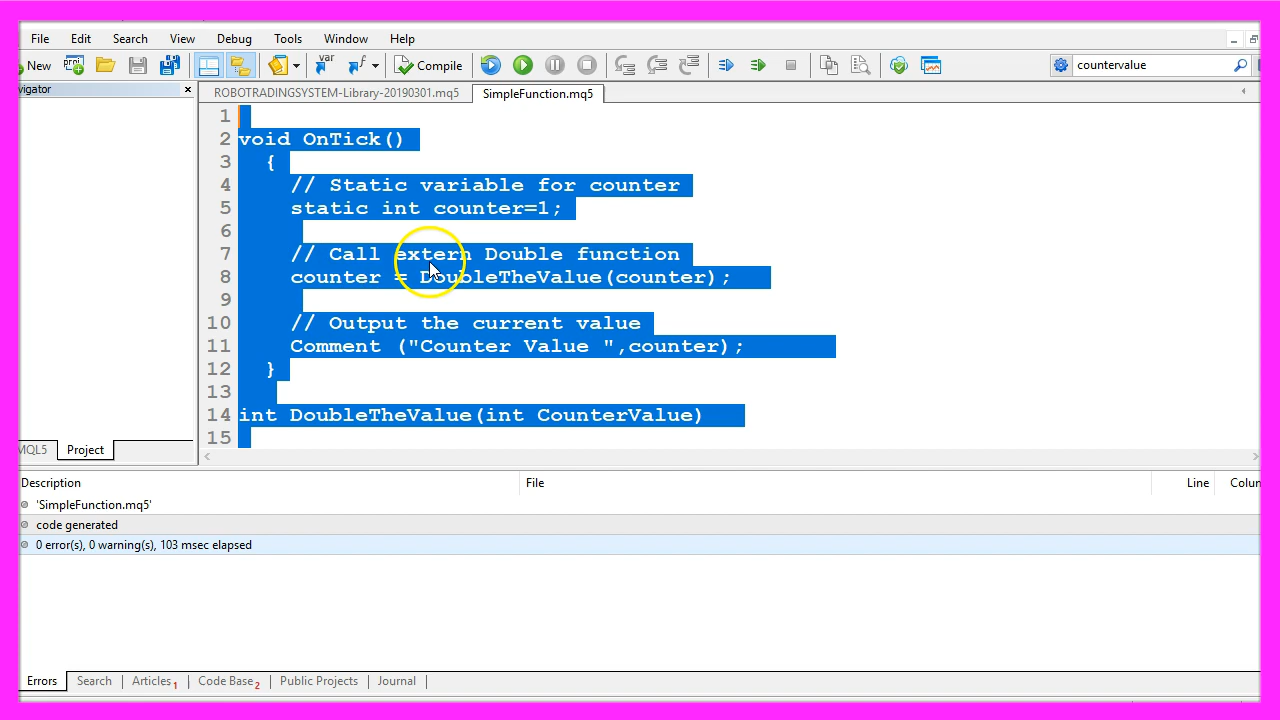 File Edit Search View Debug Tools Window Help
New Compile countervalue
vigator ROBOTRADINGSYSTEM-Library-20190301.mq5 SimpleFunction.mq5
1
2 void OnTick()
3 {
4 // Static variable for counter
5 static int counter=1;
6
7 // Call extern Double function
8 counter = DoubleTheValue(counter);
9
10 // Output the current value
11 Comment ("Counter Value ",counter);
12 }
13
14 int DoubleTheValue(int CounterValue)
15
MQL5 Project
Description File Line Colun
'SimpleFunction.mq5'
code generated
0 error(s), 0 warning(s), 103 msec elapsed
Errors Search Articles 1 Code Base 2 Public Projects Journal